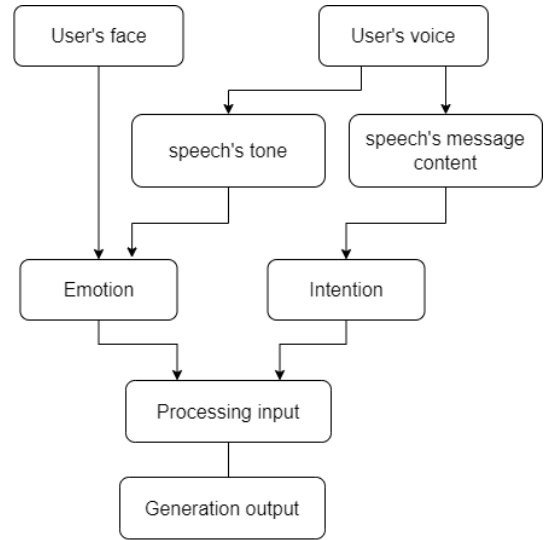 User's face
User's voice
speech's tone
speech's message
content
Emotion
Intention
Processing input
Generation output